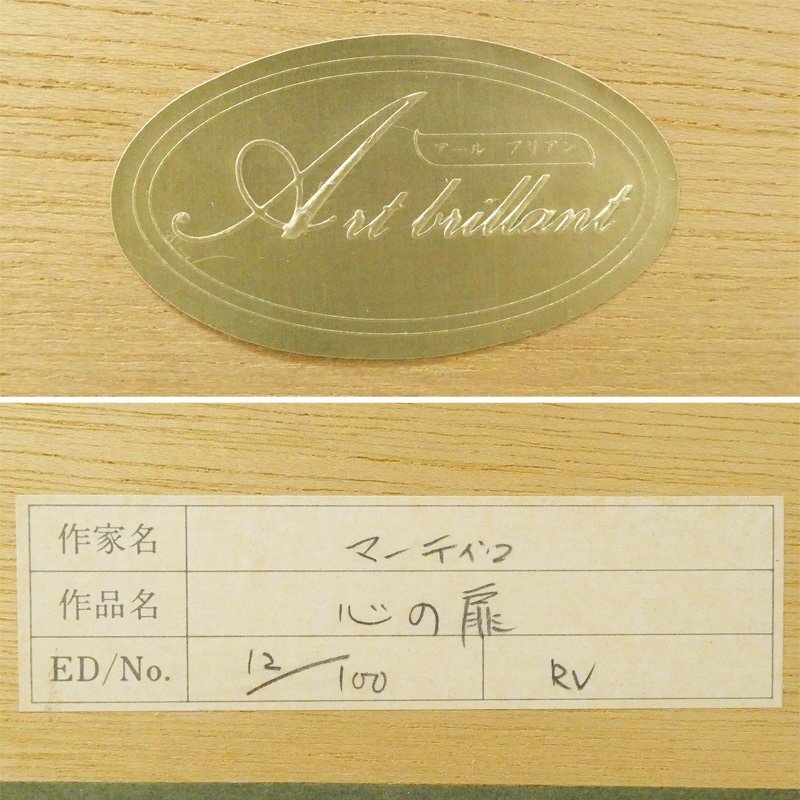 アール ブリアン
Art brillant
作家名 マーティロ
作品名 心の扉
ED/No. 12/100 RV